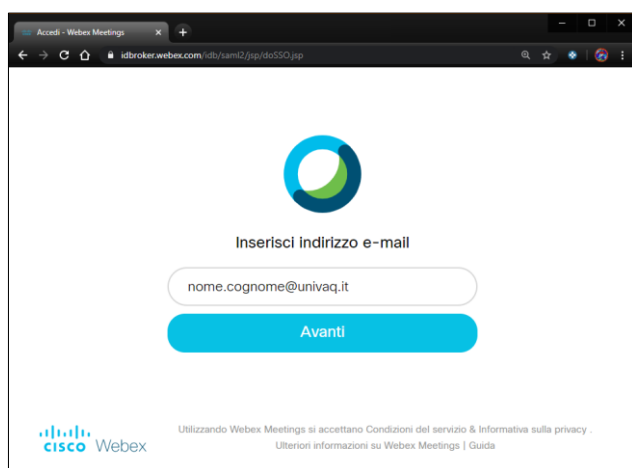 Accedi - Webex Meetings
idbroker.webex.com/idb/saml2/jsp/doSSO.jsp
Inserisci indirizzo e-mail
nome.cognome@univaq.it
Avanti
Utilizzando Webex Meetings si accettano Condizioni del servizio & Informativa sulla privacy .
Ulteriori informazioni su Webex Meetings | Guida
CISCO Webex